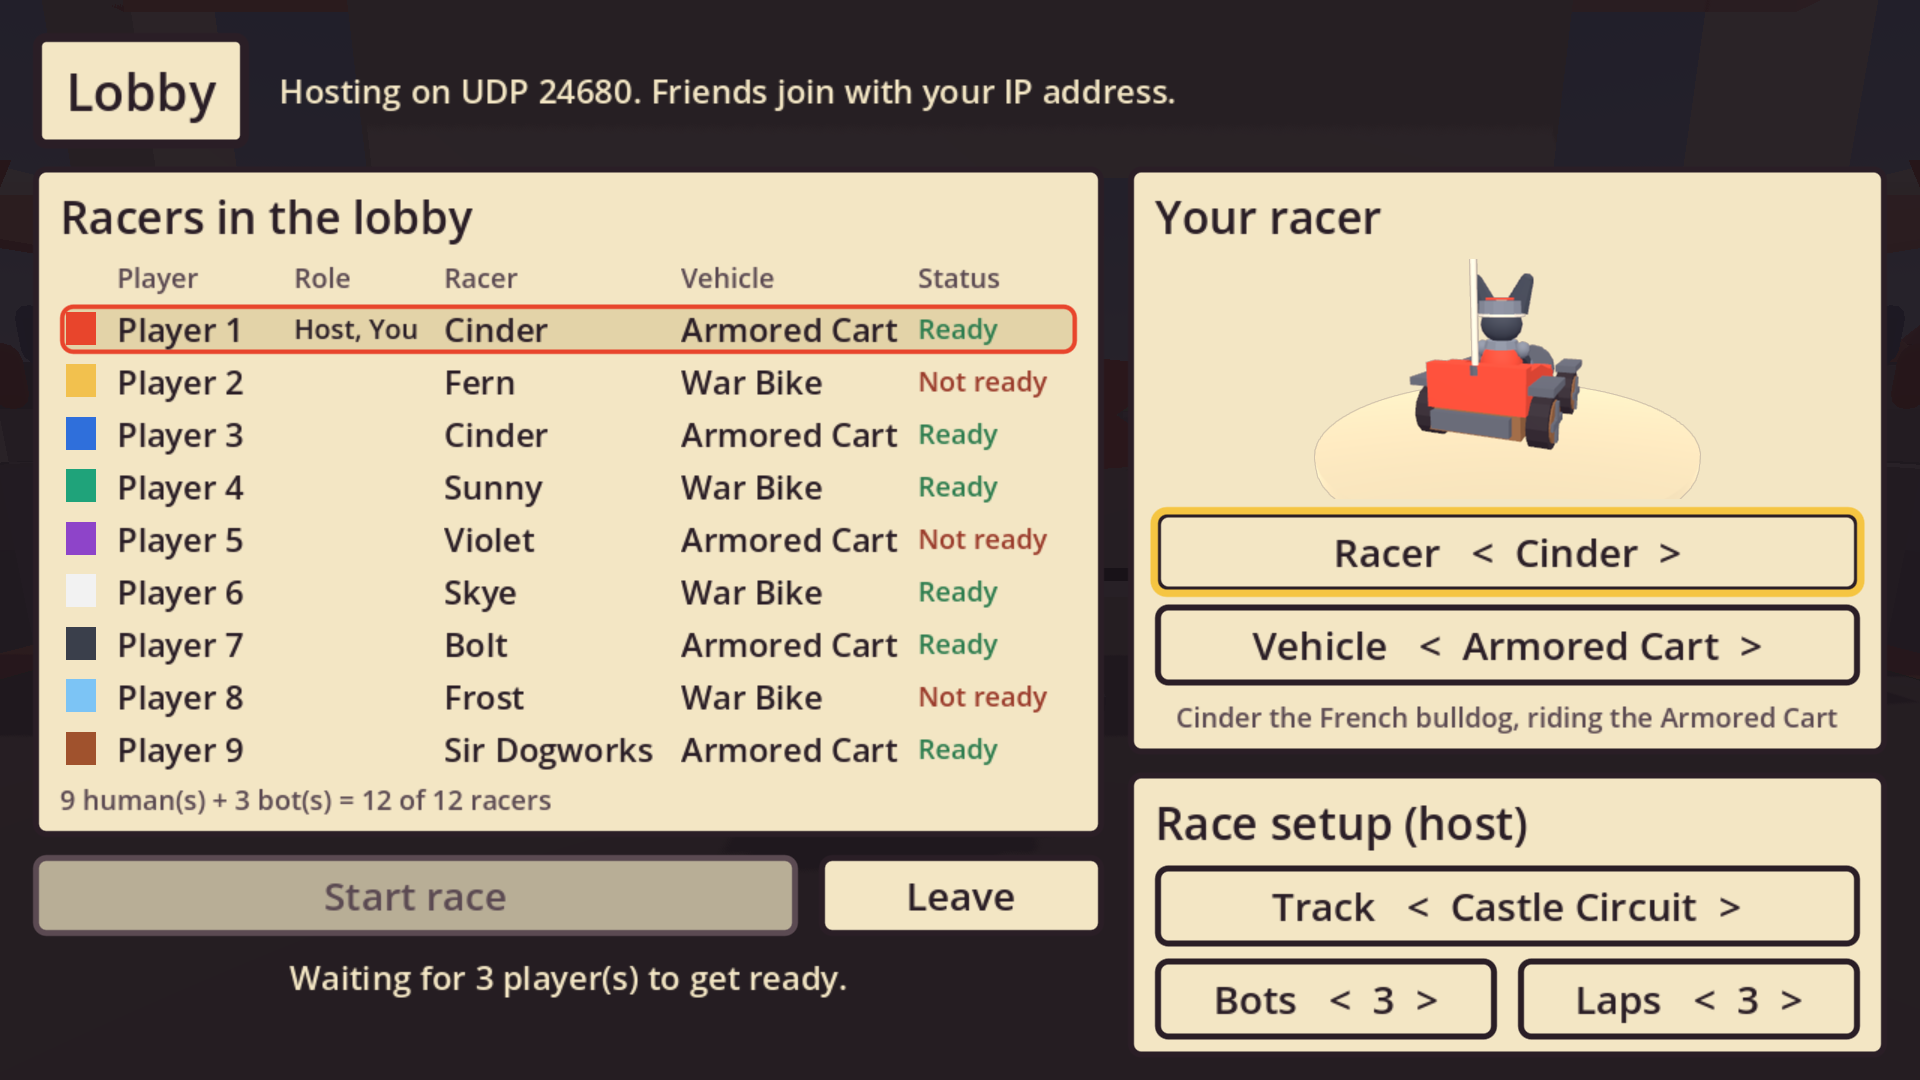 Lobby
Hosting on UDP 24680. Friends join with your IP address.
Racers in the lobby
Player Role Racer Vehicle Status
Player 1 Host, You Cinder Armored Cart Ready
Player 2 Fern War Bike Not ready
Player 3 Cinder Armored Cart Ready
Player 4 Sunny War Bike Ready
Player 5 Violet Armored Cart Not ready
Player 6 Skye War Bike Ready
Player 7 Bolt Armored Cart Ready
Player 8 Frost War Bike Not ready
Player 9 Sir Dogworks Armored Cart Ready
9 human(s) + 3 bot(s) = 12 of 12 racers
Start race
Leave
Waiting for 3 player(s) to get ready.
Your racer
Racer < Cinder >
Vehicle < Armored Cart >
Cinder the French bulldog, riding the Armored Cart
Race setup (host)
Track < Castle Circuit >
Bots < 3 >
Laps < 3 >